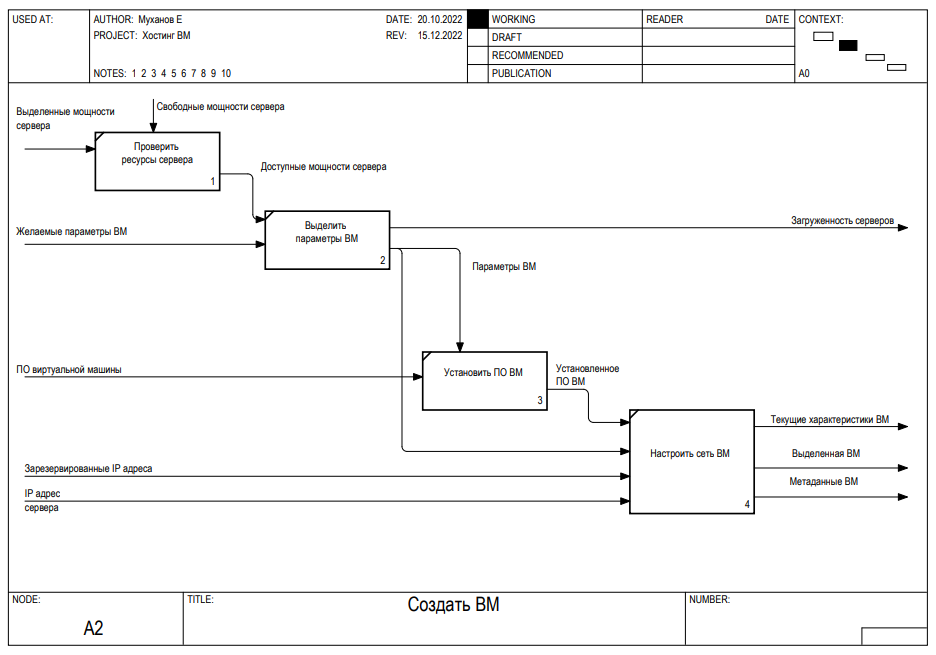 USED AT:
AUTHOR: Муханов Е
DATE: 20.10.2022
PROJECT: Хостинг ВМ
REV: 15.12.2022
NOTES: 1 2 3 4 5 6 7 8 9 10
WORKING
DRAFT
RECOMMENDED
PUBLICATION
READER
DATE
CONTEXT:
A0
Выделенные мощности
сервера
Свободные мощности сервера
Проверить
ресурсы сервера
1
Доступные мощности сервера
Желаемые параметры ВМ
Выделить
параметры ВМ
2
Загруженность серверов
Параметры ВМ
ПО виртуальной машины
Установить ПО ВМ
3
Установленное
ПО ВМ
Настроить сеть ВМ
4
Текущие характеристики ВМ
Выделенная ВМ
Метаданные ВМ
Зарезервированные IP адреса
IP адрес
сервера
NODE:
A2
TITLE:
Создать ВМ
NUMBER: